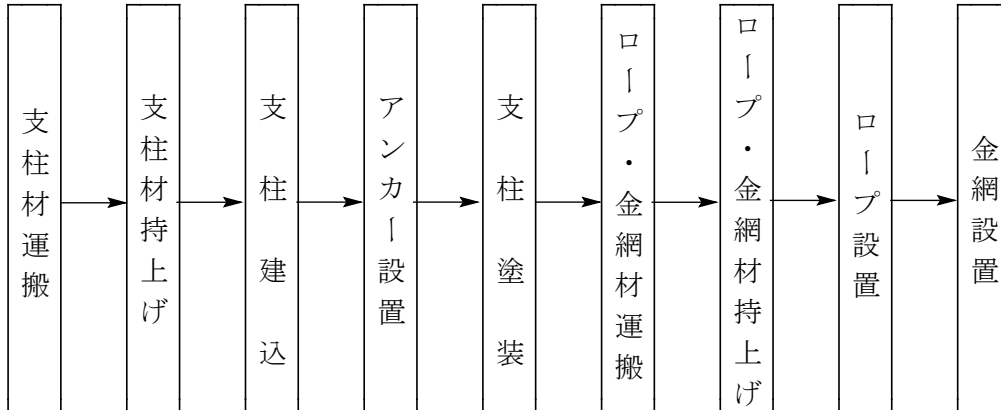 支柱材運搬
支柱材持上げ
支柱建込
アンカー設置
支柱塗装
ロープ・金網材運搬
ロープ・金網材持上げ
ロープ設置
金網設置